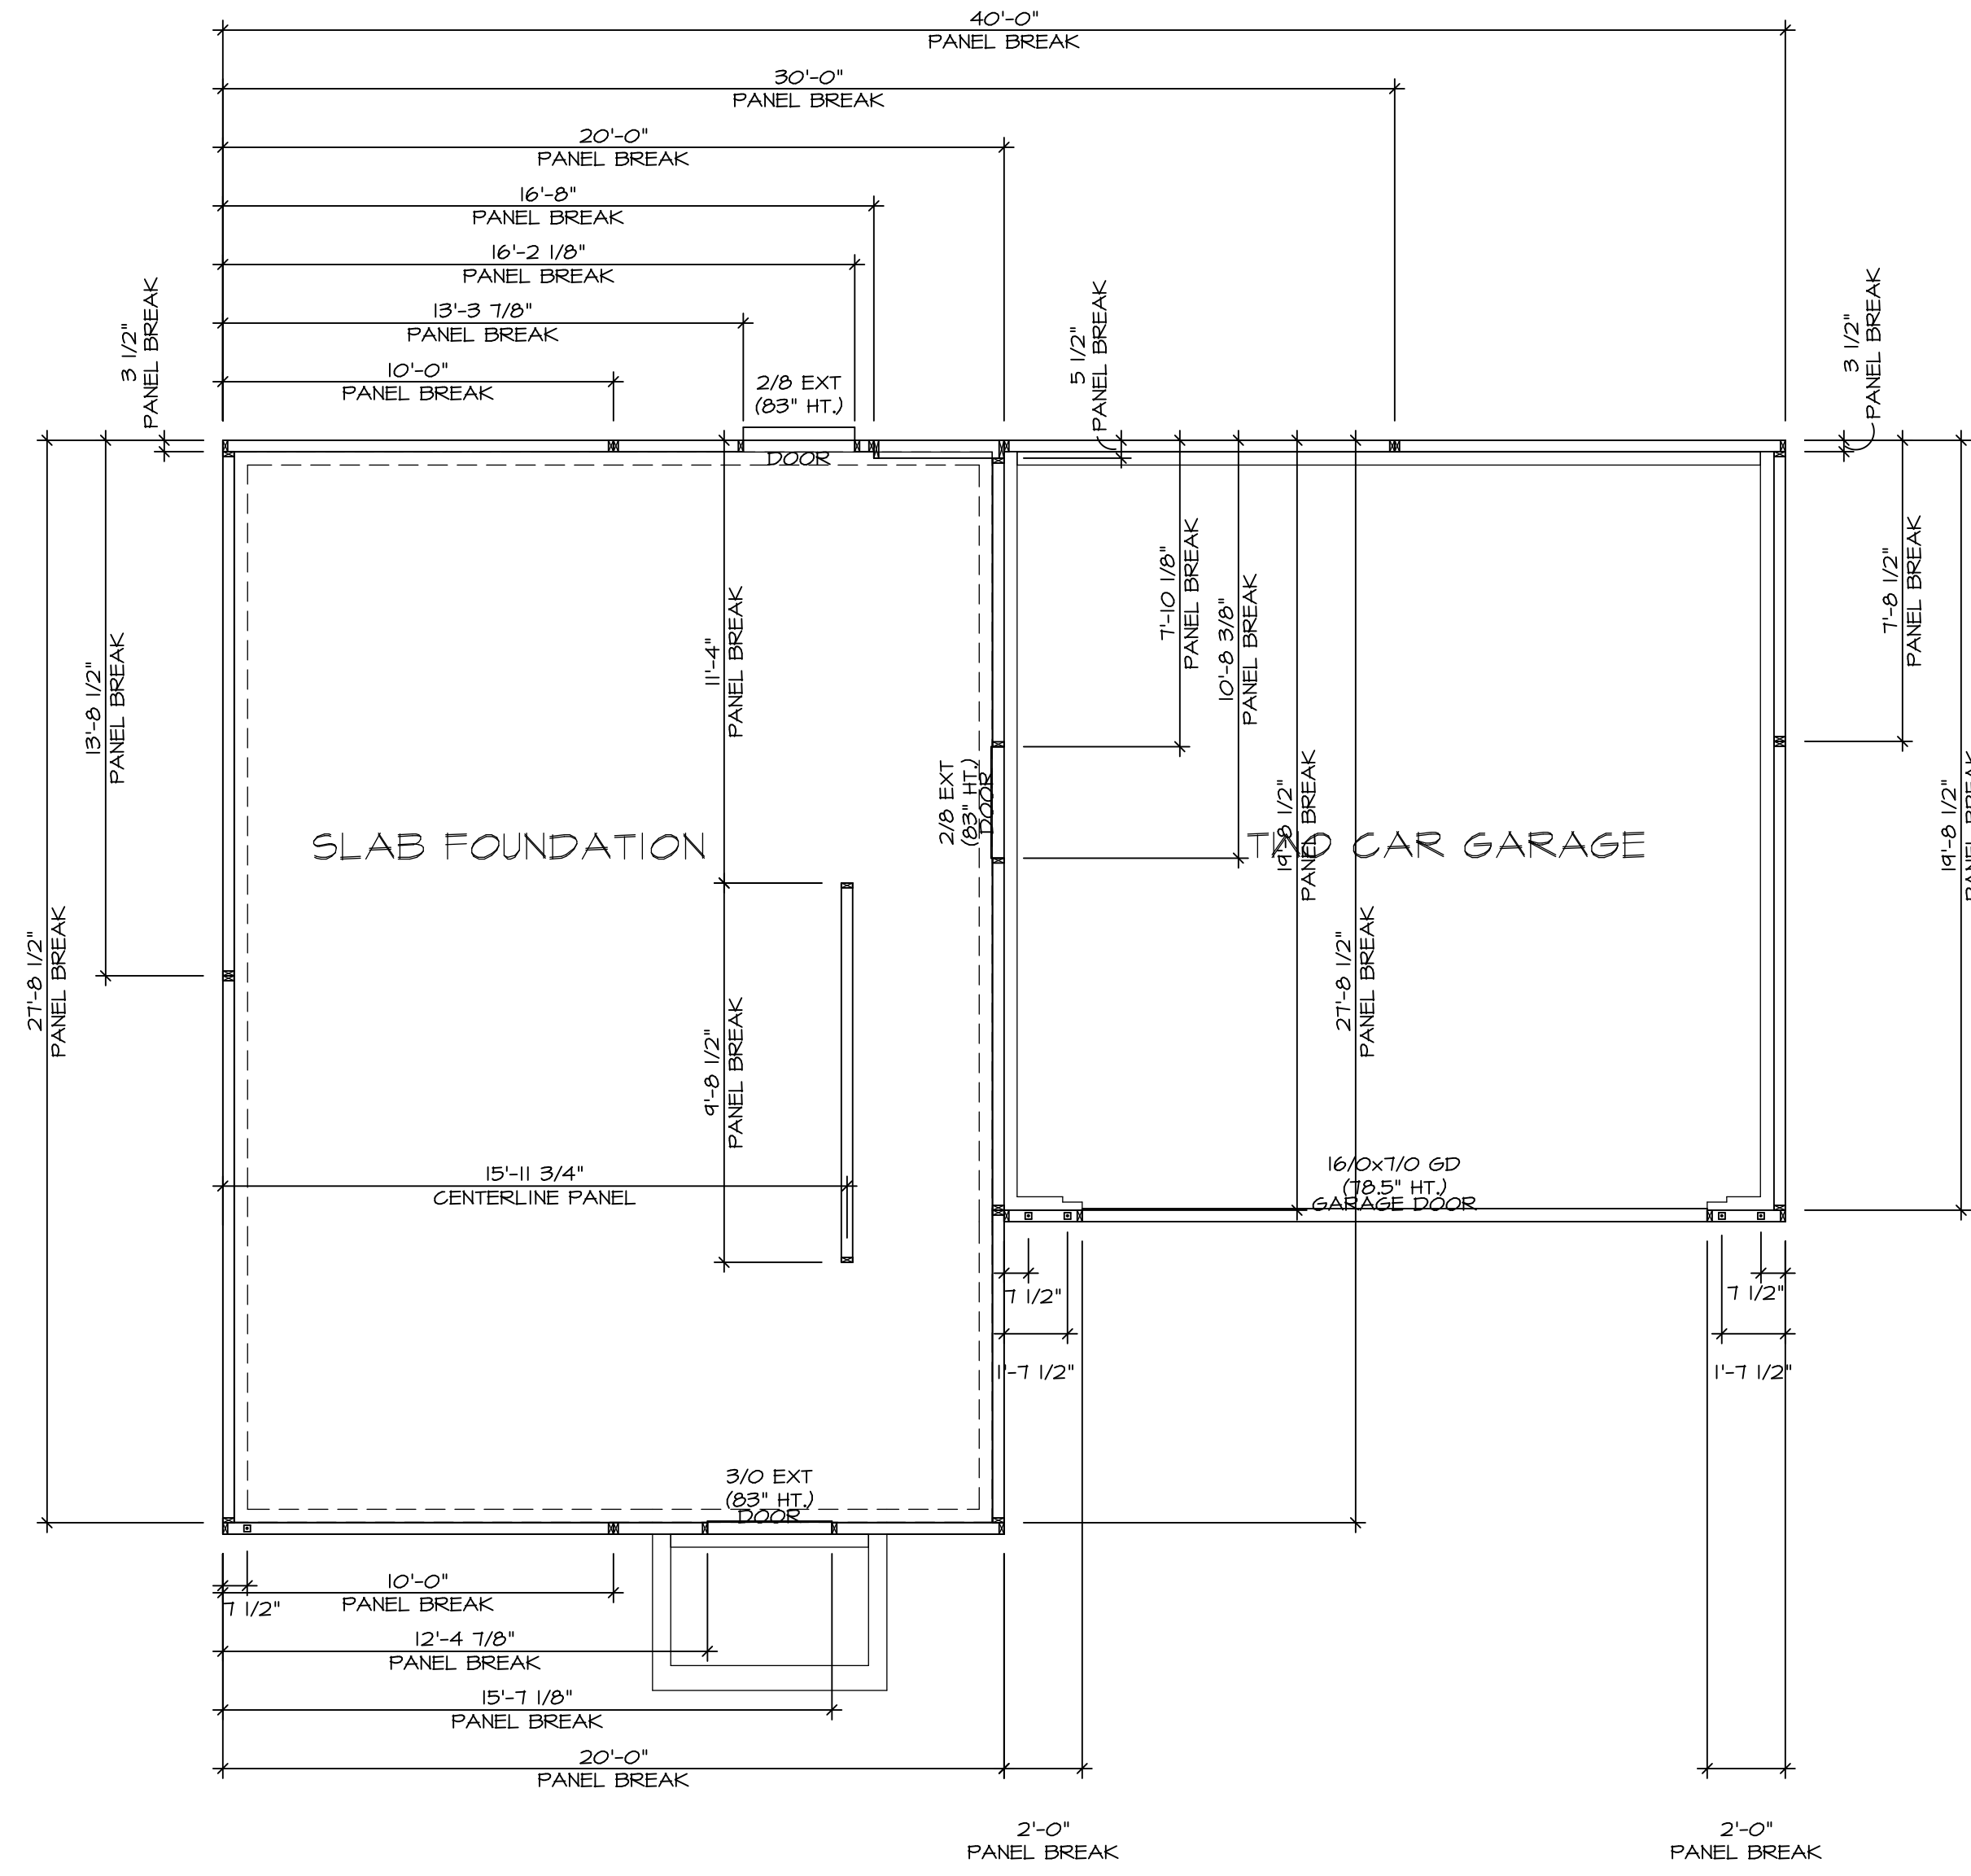 40'-0"
PANEL BREAK
30'-0"
PANEL BREAK
20'-0"
PANEL BREAK
16'-8"
PANEL BREAK
16'-2 1/8"
PANEL BREAK
13'-3 7/8"
PANEL BREAK
10'-0"
PANEL BREAK
2/8 EXT
(83" HT.)
DOOR
3 1/2"
PANEL BREAK
5 1/2"
PANEL BREAK
3 1/2"
PANEL BREAK
13'-8 1/2"
PANEL BREAK
27'-8 1/2"
PANEL BREAK
11'-4"
PANEL BREAK
7'-10 1/8"
PANEL BREAK
10'-8 3/8"
PANEL BREAK
7'-8 1/2"
PANEL BREAK
2/8 EXT
(83" HT.)
DOOR
19'-8 1/2"
PANEL BREAK
19'-8 1/2"
PANEL BREAK
SLAB FOUNDATION
TWO CAR GARAGE
27'-8 1/2"
PANEL BREAK
9'-8 1/2"
PANEL BREAK
15'-11 3/4"
CENTERLINE PANEL
16/0x7/0 GD
(78.5" HT.)
GARAGE DOOR
7 1/2"
7 1/2"
1'-7 1/2"
1'-7 1/2"
3/0 EXT
(83" HT.)
DOOR
10'-0"
PANEL BREAK
7 1/2"
12'-4 7/8"
PANEL BREAK
15'-7 1/8"
PANEL BREAK
20'-0"
PANEL BREAK
2'-0"
PANEL BREAK
2'-0"
PANEL BREAK